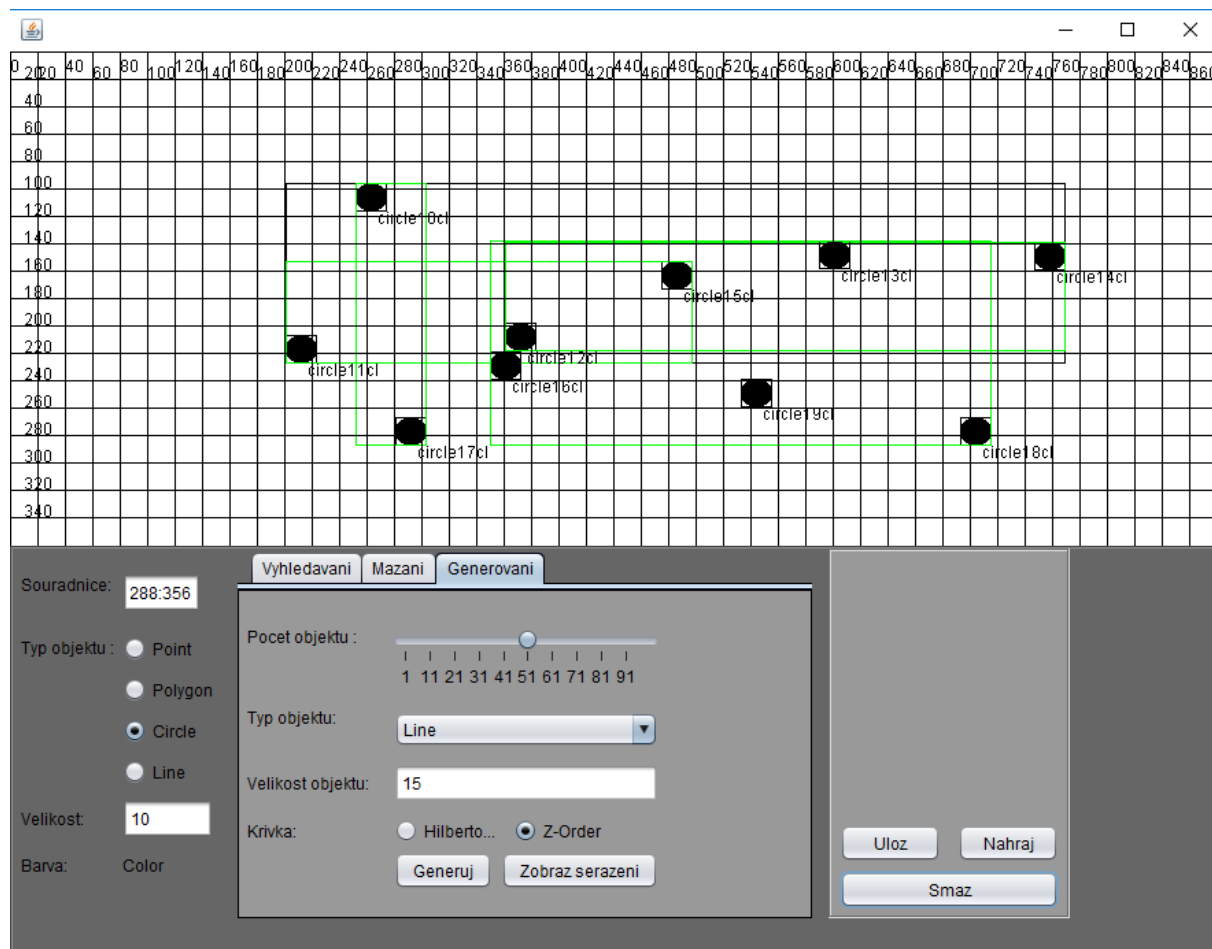 0 20 40 60 80 100 120 140 160 180 200 220 240 260 280 300 320 340 360 380 400 420 440 460 480 500 520 540 560 580 600 620 640 660 680 700 720 740 760 780 800 820 840 860
20
40
60
80
100
120
140
160
180
200
220
240
260
280
300
320
340
circle10cl
circle13cl
circle14cl
circle15cl
circle12cl
circle11cl
circle16cl
circle19cl
circle17cl
circle18cl
Vyhledavani Mazani Generovani
Souradnice: 288:356
Typ objektu : Point
Polygon
Circle
Line
Velikost: 10
Barva: Color
Pocet objektu :
1 11 21 31 41 51 61 71 81 91
Typ objektu: Line
Velikost objektu: 15
Krivka: Hilberto... Z-Order
Generuj Zobraz serazeni
Uloz Nahraj
Smaz